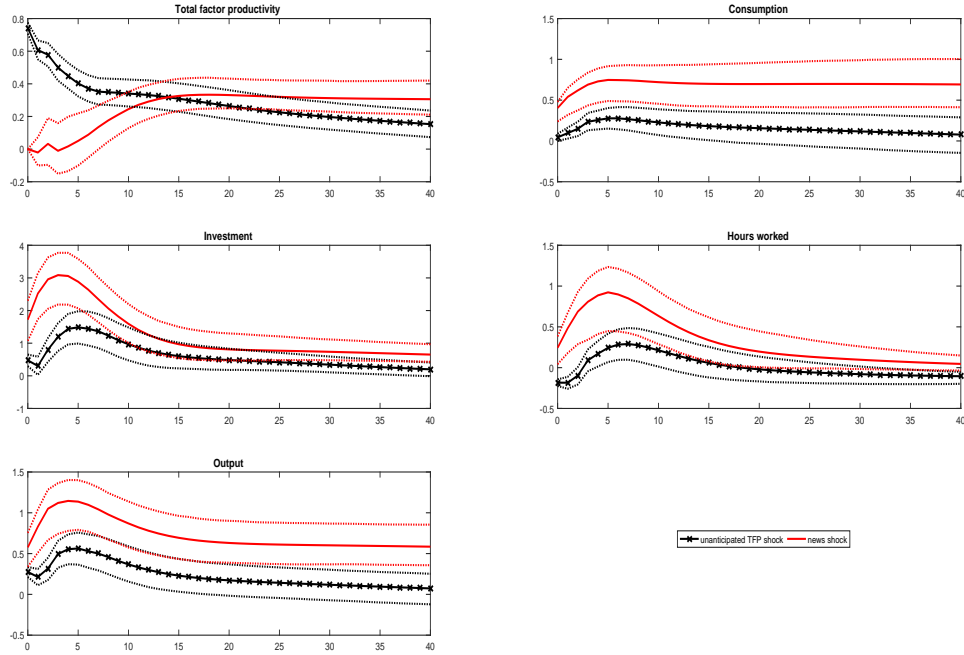 Total factor productivity
0.8
0.6
0.4
0.2
0
-0.2
0 5 10 15 20 25 30 35 40
Consumption
1.5
1
0.5
0
-0.5
0 5 10 15 20 25 30 35 40
Investment
4
3
2
1
0
-1
0 5 10 15 20 25 30 35 40
Hours worked
1.5
1
0.5
0
-0.5
0 5 10 15 20 25 30 35 40
Output
1.5
1
0.5
0
-0.5
0 5 10 15 20 25 30 35 40
unanticipated TFP shock news shock